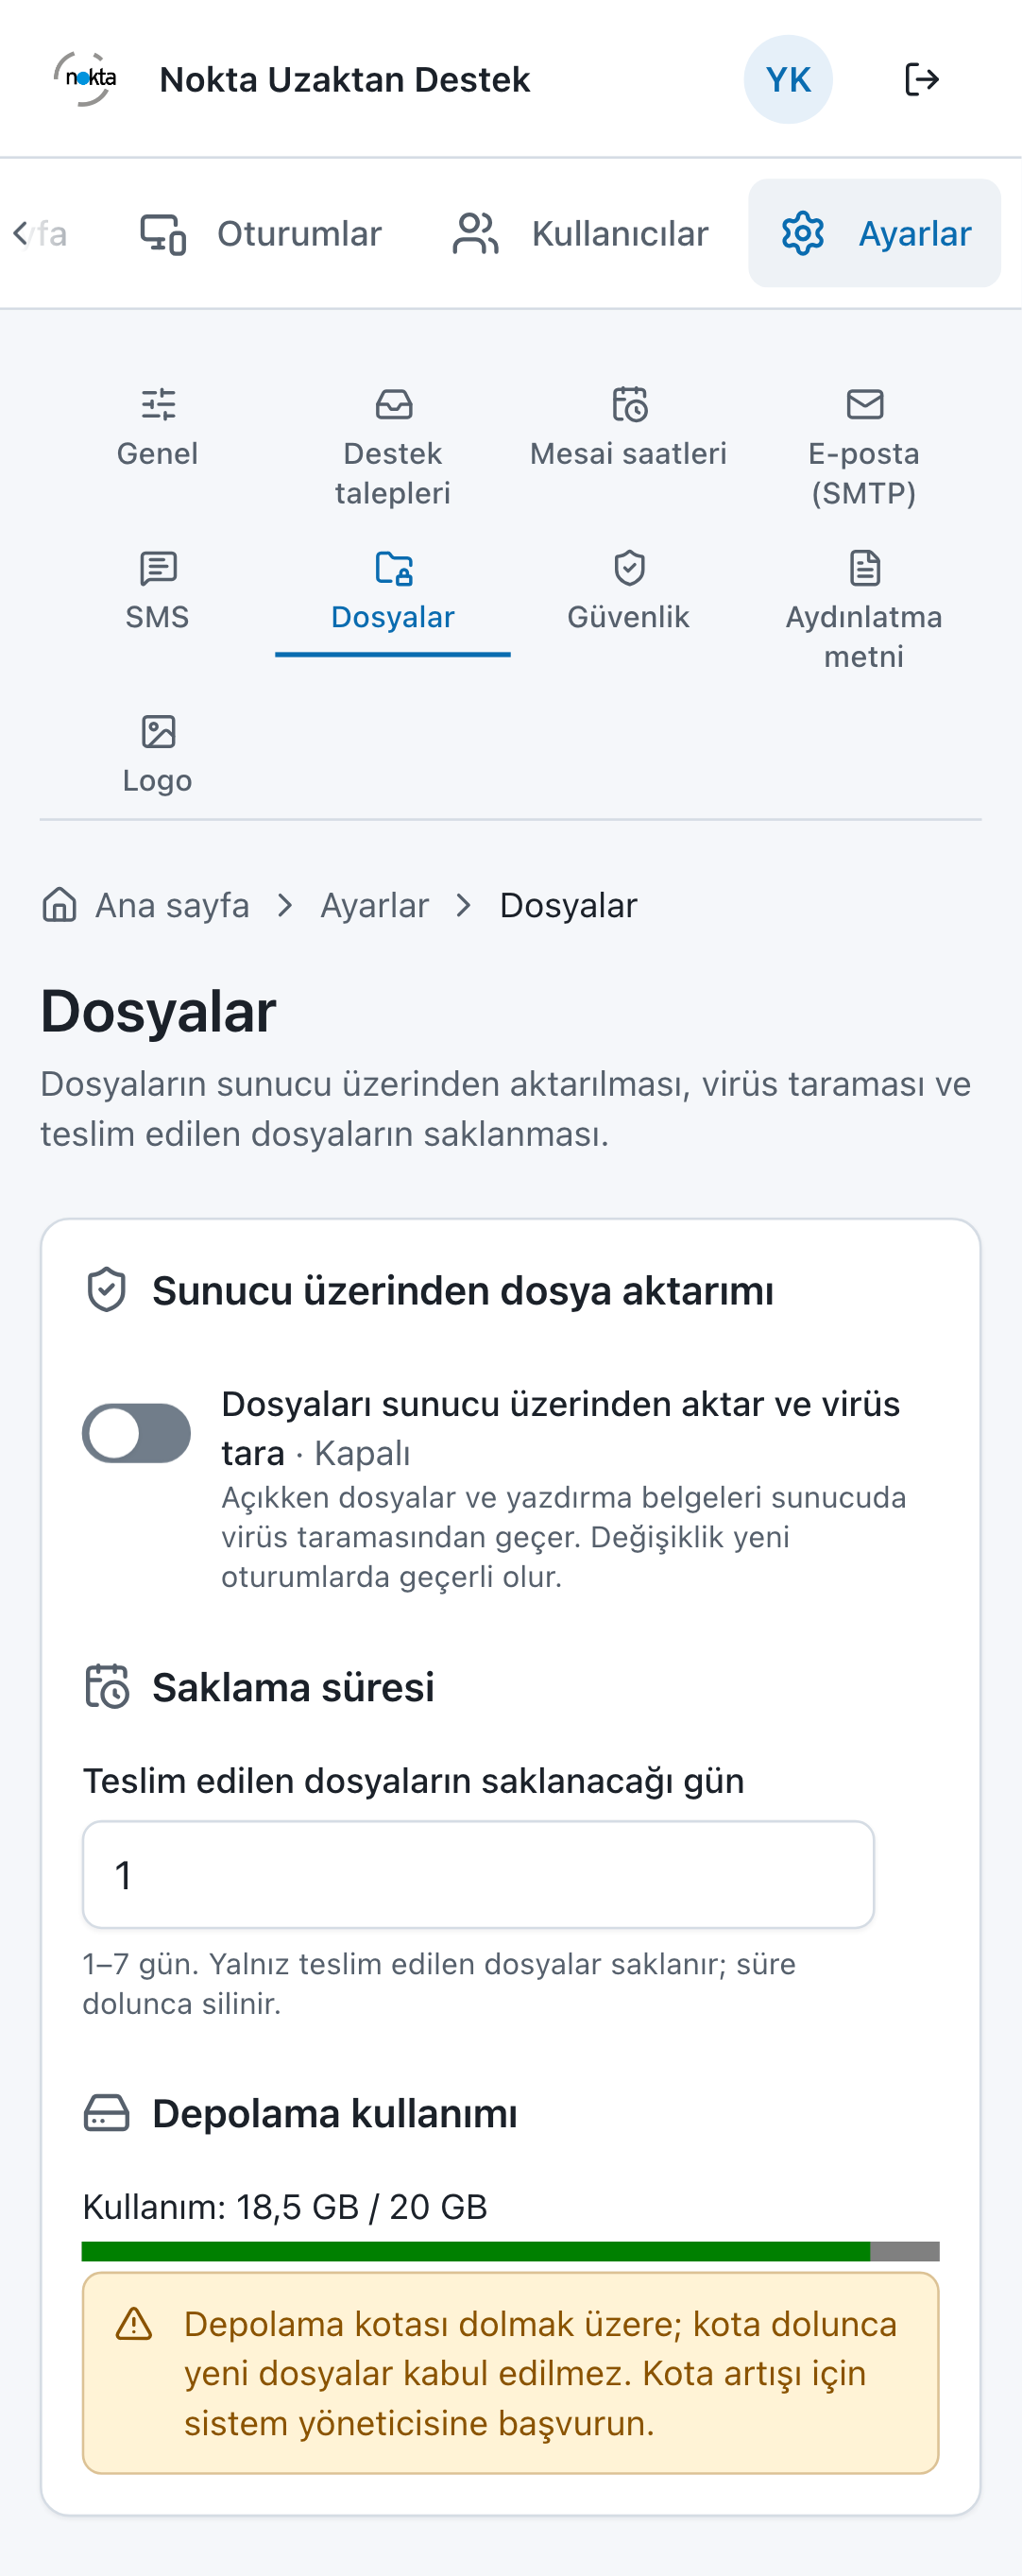 nokta
Nokta Uzaktan Destek
YK
fa
Oturumlar
Kullanıcılar
Ayarlar
Genel
Destek
talepleri
Mesai saatleri
E-posta
(SMTP)
SMS
Dosyalar
Güvenlik
Aydınlatma
metni
Logo
Ana sayfa
Ayarlar
Dosyalar
Dosyalar
Dosyaların sunucu üzerinden aktarılması, virüs taraması ve
teslim edilen dosyaların saklanması.
Sunucu üzerinden dosya aktarımı
Dosyaları sunucu üzerinden aktar ve virüs
tara · Kapalı
Açıkken dosyalar ve yazdırma belgeleri sunucuda
virüs taramasından geçer. Değişiklik yeni
oturumlarda geçerli olur.
Saklama süresi
Teslim edilen dosyaların saklanacağı gün
1
1–7 gün. Yalnız teslim edilen dosyalar saklanır; süre
dolunca silinir.
Depolama kullanımı
Kullanım: 18,5 GB / 20 GB
Depolama kotası dolmak üzere; kota dolunca
yeni dosyalar kabul edilmez. Kota artışı için
sistem yöneticisine başvurun.